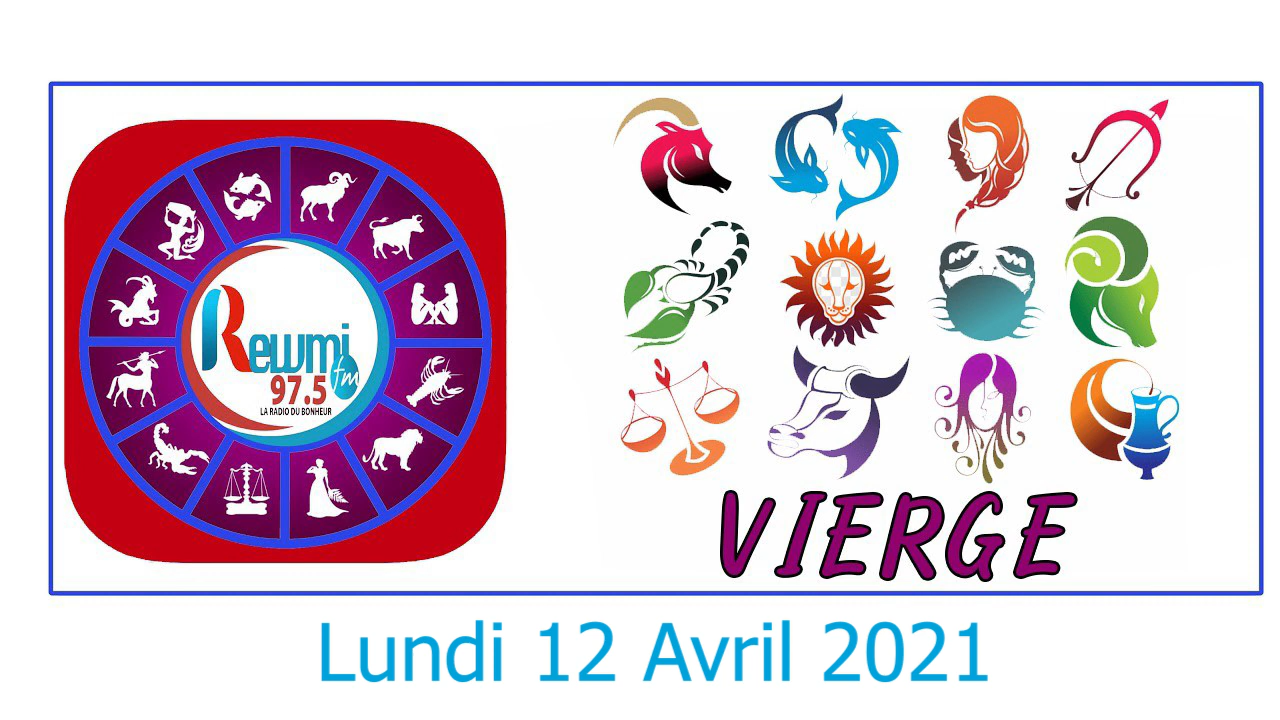 Rewmi
fm
97.5
LA RADIO DU BONHEUR
VIERGE
Lundi 12 Avril 2021